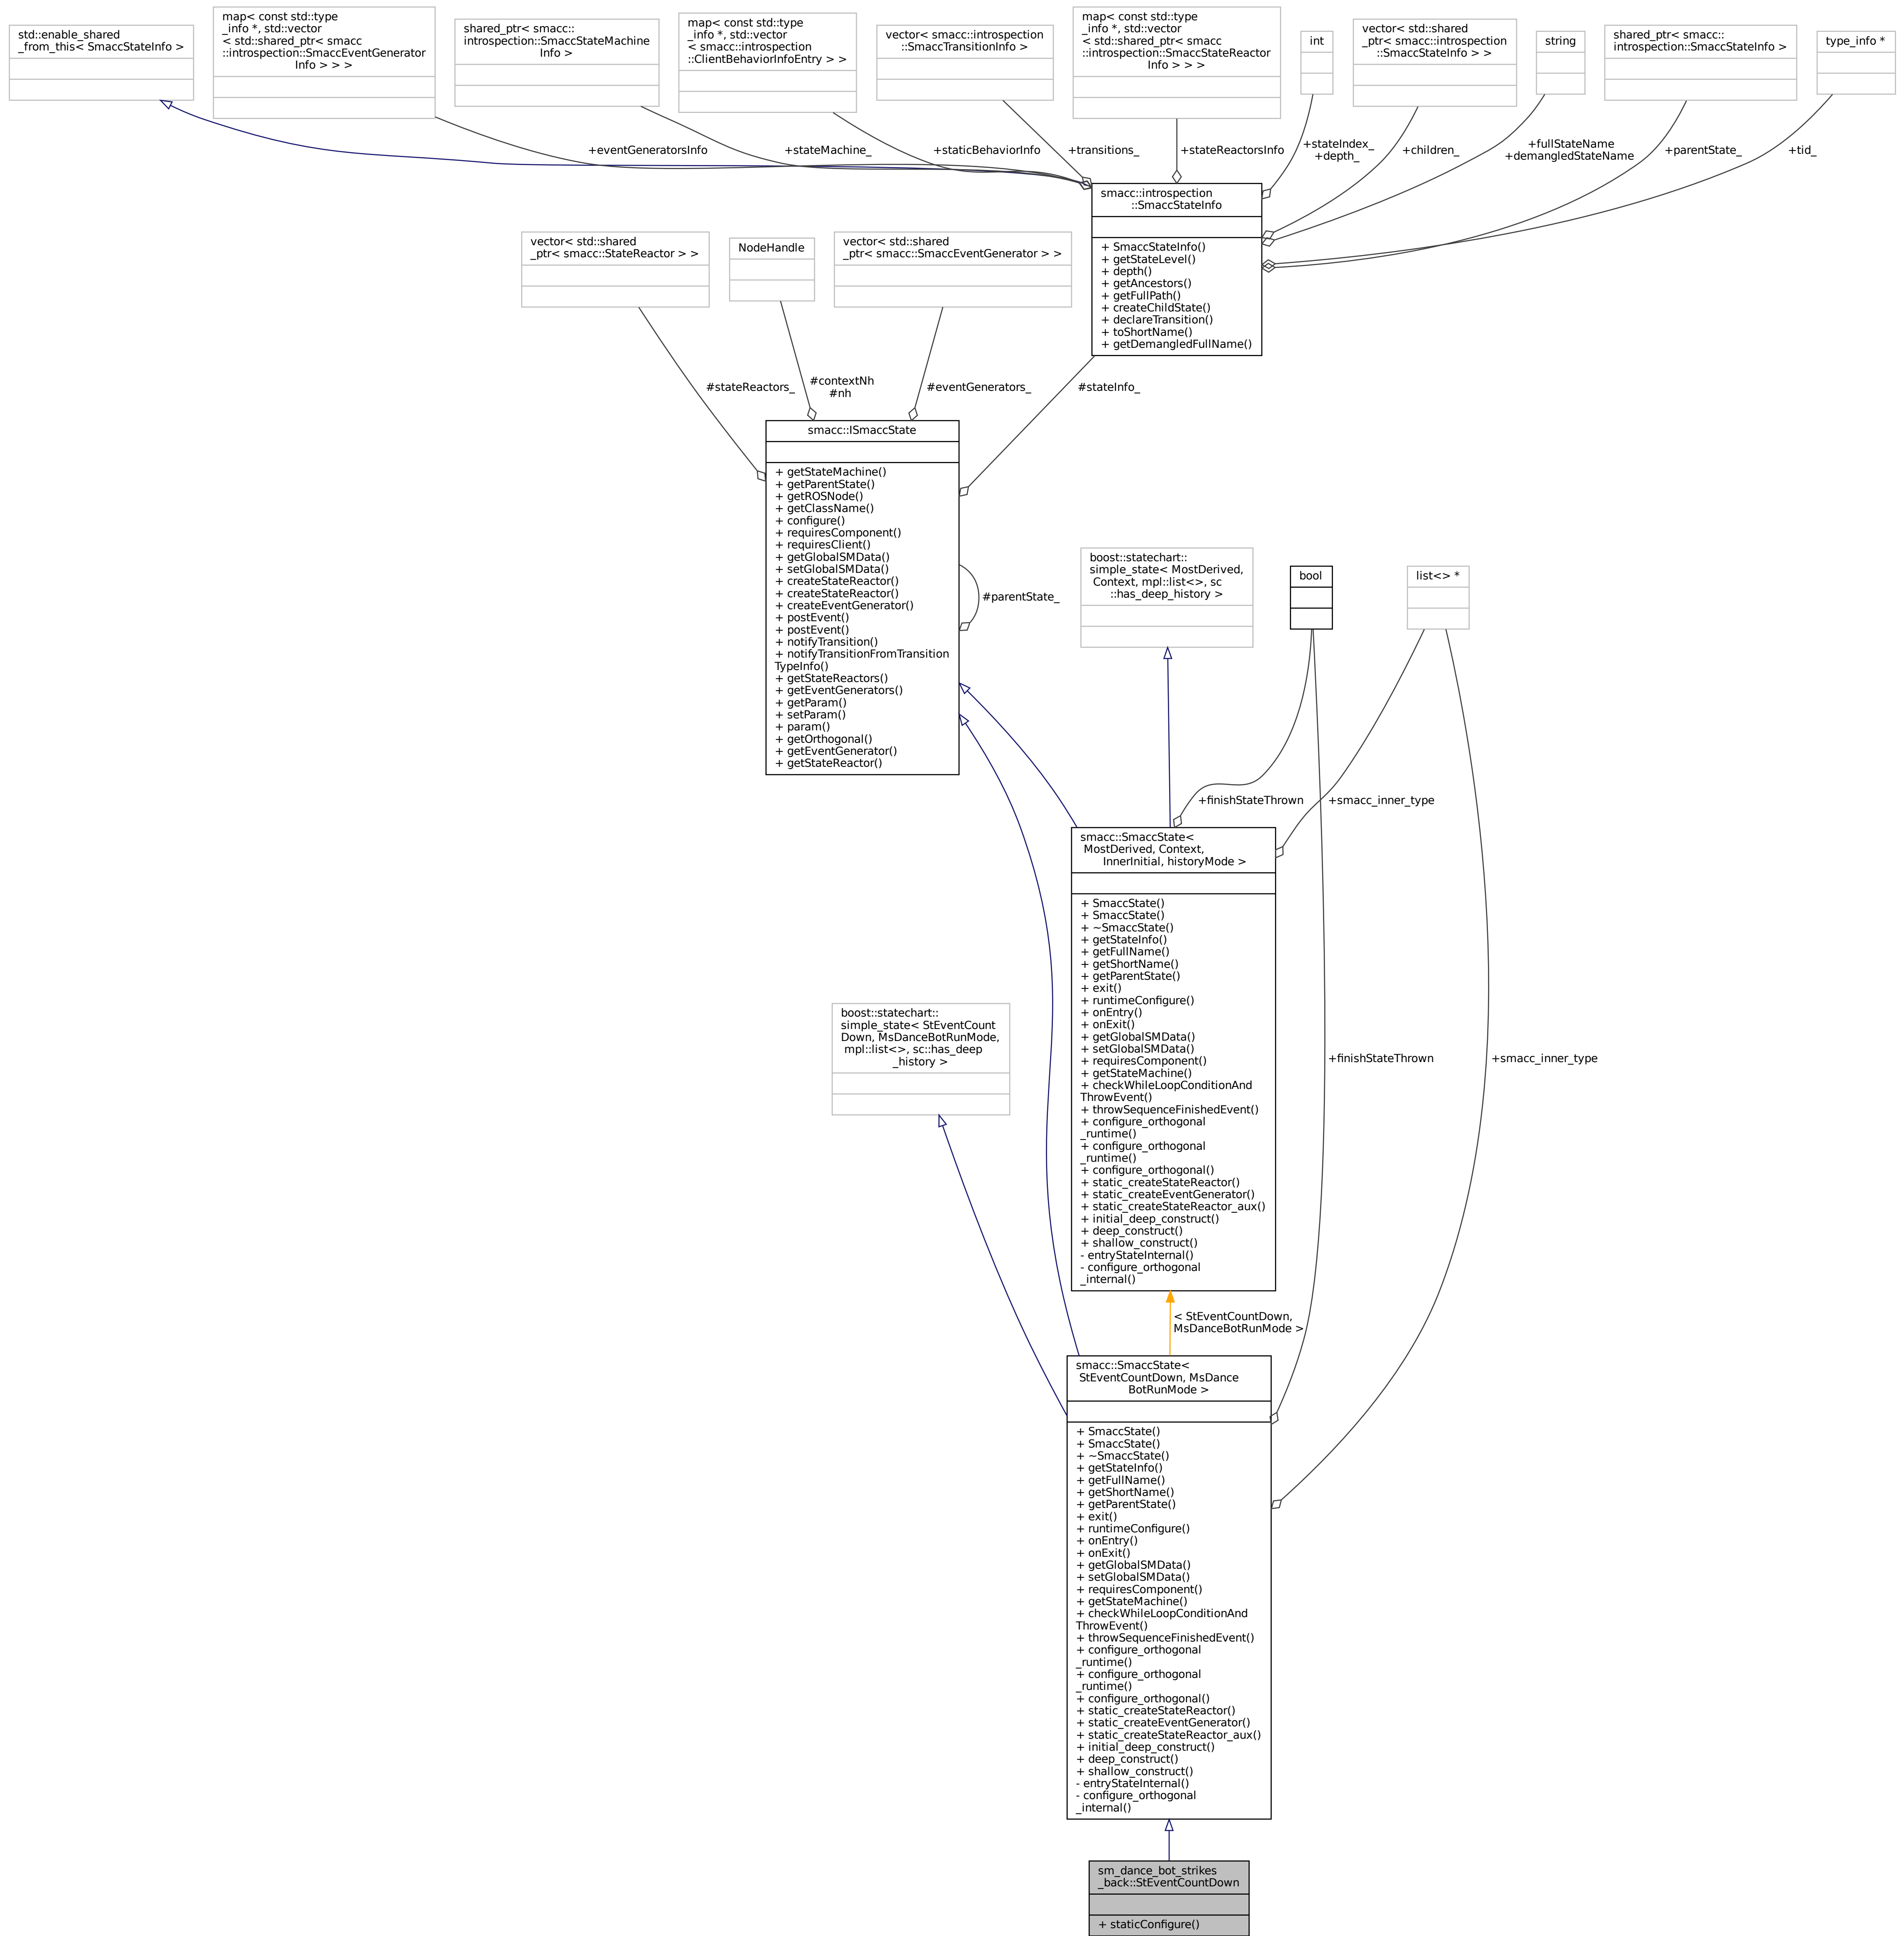 std::enable_shared
_from_this< SmaccStateInfo >
map< const std::type
_info *, std::vector
< std::shared_ptr< smacc
::introspection::SmaccEventGenerator
Info > > >
shared_ptr< smacc::
introspection::SmaccStateMachine
Info >
map< const std::type
_info *, std::vector
< smacc::introspection
::ClientBehaviorInfoEntry > >
vector< smacc::introspection
::SmaccTransitionInfo >
map< const std::type
_info *, std::vector
< std::shared_ptr< smacc
::introspection::SmaccStateReactor
Info > > >
int
vector< std::shared
_ptr< smacc::introspection
::SmaccStateInfo > >
string
shared_ptr< smacc::
introspection::SmaccStateInfo >
type_info *
+eventGeneratorsInfo
+stateMachine_
+staticBehaviorInfo
+transitions_
+stateReactorsInfo
+stateIndex_
+depth_
+children_
+fullStateName
+demangledStateName
+parentState_
+tid_
smacc::introspection
::SmaccStateInfo
+ SmaccStateInfo()
+ getStateLevel()
+ depth()
+ getAncestors()
+ getFullPath()
+ createChildState()
+ declareTransition()
+ toShortName()
+ getDemangledFullName()
vector< std::shared
_ptr< smacc::StateReactor > >
NodeHandle
vector< std::shared
_ptr< smacc::SmaccEventGenerator > >
#stateReactors_
#contextNh
#nh
#eventGenerators_
#stateInfo_
smacc::ISmaccState
+ getStateMachine()
+ getParentState()
+ getROSNode()
+ getClassName()
+ configure()
+ requiresComponent()
+ requiresClient()
+ getGlobalSMData()
+ setGlobalSMData()
+ createStateReactor()
+ createStateReactor()
+ createEventGenerator()
+ postEvent()
+ postEvent()
+ notifyTransition()
+ notifyTransitionFromTransition
TypeInfo()
+ getStateReactors()
+ getEventGenerators()
+ getParam()
+ setParam()
+ param()
+ getOrthogonal()
+ getEventGenerator()
+ getStateReactor()
#parentState_
boost::statechart::
simple_state< MostDerived,
Context, mpl::list<>, sc
::has_deep_history >
bool
list<> *
+finishStateThrown
+smacc_inner_type
smacc::SmaccState<
MostDerived, Context,
InnerInitial, historyMode >
+ SmaccState()
+ SmaccState()
+ ~SmaccState()
+ getStateInfo()
+ getFullName()
+ getShortName()
+ getParentState()
+ exit()
+ runtimeConfigure()
+ onEntry()
+ onExit()
+ getGlobalSMData()
+ setGlobalSMData()
+ requiresComponent()
+ getStateMachine()
+ checkWhileLoopConditionAnd
ThrowEvent()
+ throwSequenceFinishedEvent()
+ configure_orthogonal
_runtime()
+ configure_orthogonal
_runtime()
+ configure_orthogonal()
+ static_createStateReactor()
+ static_createEventGenerator()
+ static_createStateReactor_aux()
+ initial_deep_construct()
+ deep_construct()
+ shallow_construct()
- entryStateInternal()
- configure_orthogonal
_internal()
boost::statechart::
simple_state< StEventCount
Down, MsDanceBotRunMode,
mpl::list<>, sc::has_deep
_history >
+finishStateThrown
+smacc_inner_type
< StEventCountDown,
MsDanceBotRunMode >
smacc::SmaccState<
StEventCountDown, MsDance
BotRunMode >
+ SmaccState()
+ SmaccState()
+ ~SmaccState()
+ getStateInfo()
+ getFullName()
+ getShortName()
+ getParentState()
+ exit()
+ runtimeConfigure()
+ onEntry()
+ onExit()
+ getGlobalSMData()
+ setGlobalSMData()
+ requiresComponent()
+ getStateMachine()
+ checkWhileLoopConditionAnd
ThrowEvent()
+ throwSequenceFinishedEvent()
+ configure_orthogonal
_runtime()
+ configure_orthogonal
_runtime()
+ configure_orthogonal()
+ static_createStateReactor()
+ static_createEventGenerator()
+ static_createStateReactor_aux()
+ initial_deep_construct()
+ deep_construct()
+ shallow_construct()
- entryStateInternal()
- configure_orthogonal
_internal()
sm_dance_bot_strikes
_back::StEventCountDown
+ staticConfigure()